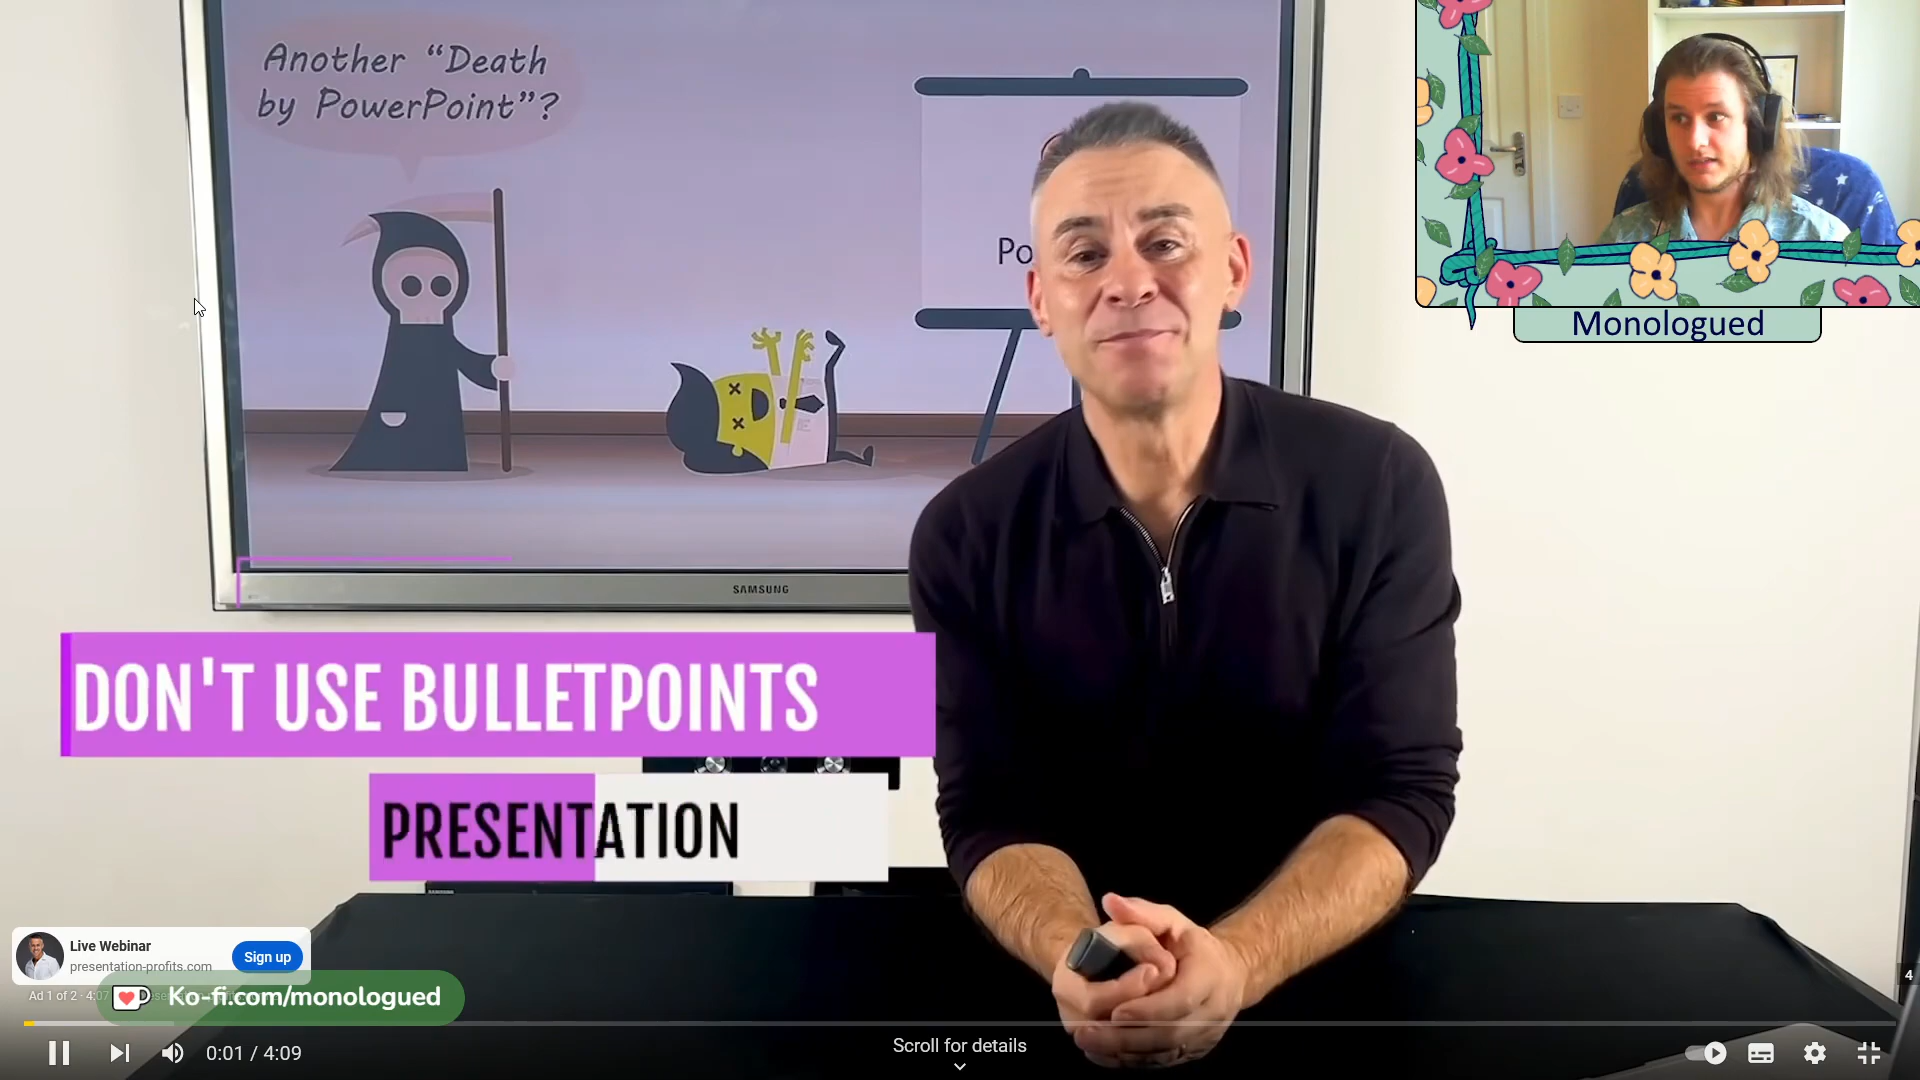 Another “Death
by PowerPoint”?
Po
SAMSUNG
Monologued
DON'T USE BULLETPOINTS
PRESENTATION
Live Webinar
presentation-profits.com
Sign up
Ad 1 of 2 · 4:07
Ko-fi.com/monologued
4
0:01 / 4:09
Scroll for details